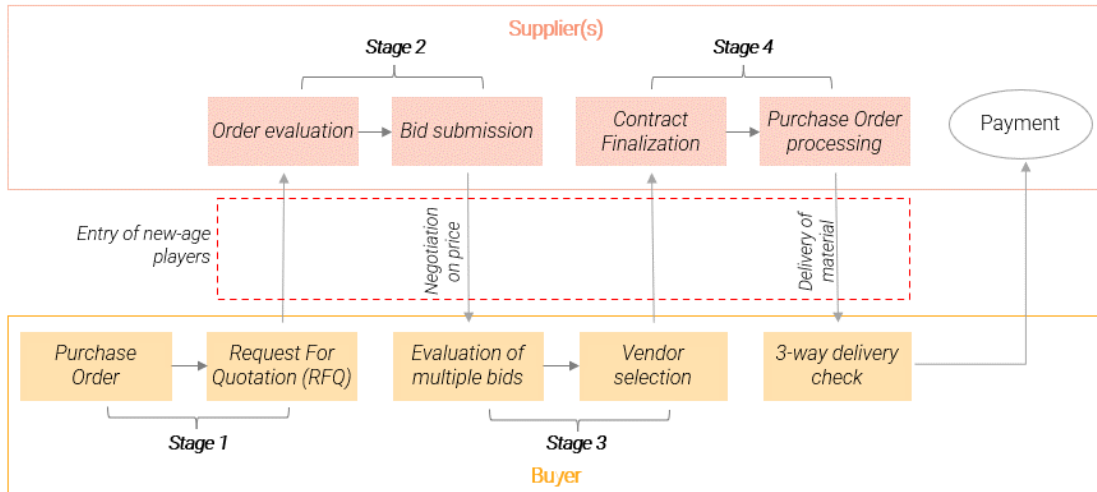 Supplier(s)
Stage 2
Stage 4
Order evaluation
Bid submission
Contract
Finalization
Purchase Order
processing
Payment
Entry of new-age
players
Negotiation
on price
Delivery of
material
Purchase
Order
Request For
Quotation (RFQ)
Evaluation of
multiple bids
Vendor
selection
3-way delivery
check
Stage 1
Stage 3
Buyer